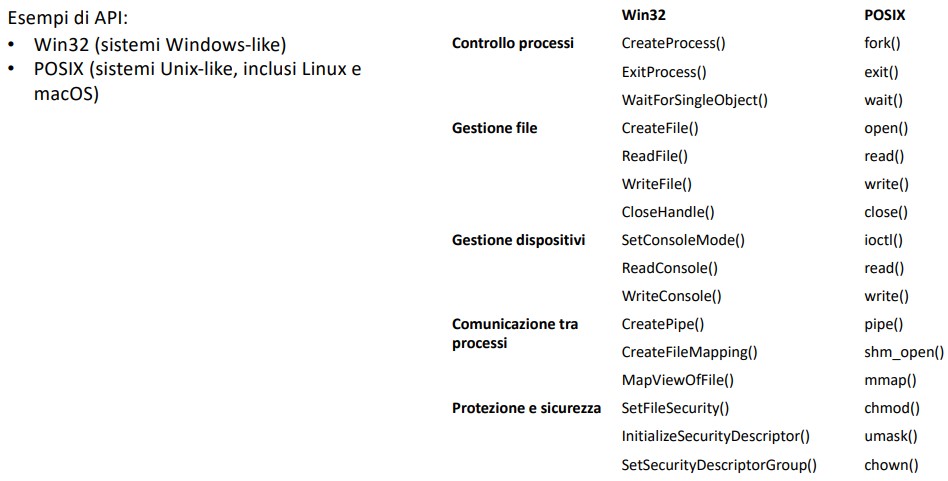 Esempi di API:
• Win32 (sistemi Windows-like)
• POSIX (sistemi Unix-like, inclusi Linux e
macOS)
Win32 POSIX
Controllo processi CreateProcess() fork()
ExitProcess() exit()
WaitForSingleObject() wait()
Gestione file CreateFile() open()
ReadFile() read()
WriteFile() write()
CloseHandle() close()
Gestione dispositivi SetConsoleMode() ioctl()
ReadConsole() read()
WriteConsole() write()
Comunicazione tra CreatePipe() pipe()
processi
CreateFileMapping() shm_open()
MapViewOfFile() mmap()
Protezione e sicurezza SetFileSecurity() chmod()
InitializeSecurityDescriptor() umask()
SetSecurityDescriptorGroup() chown()